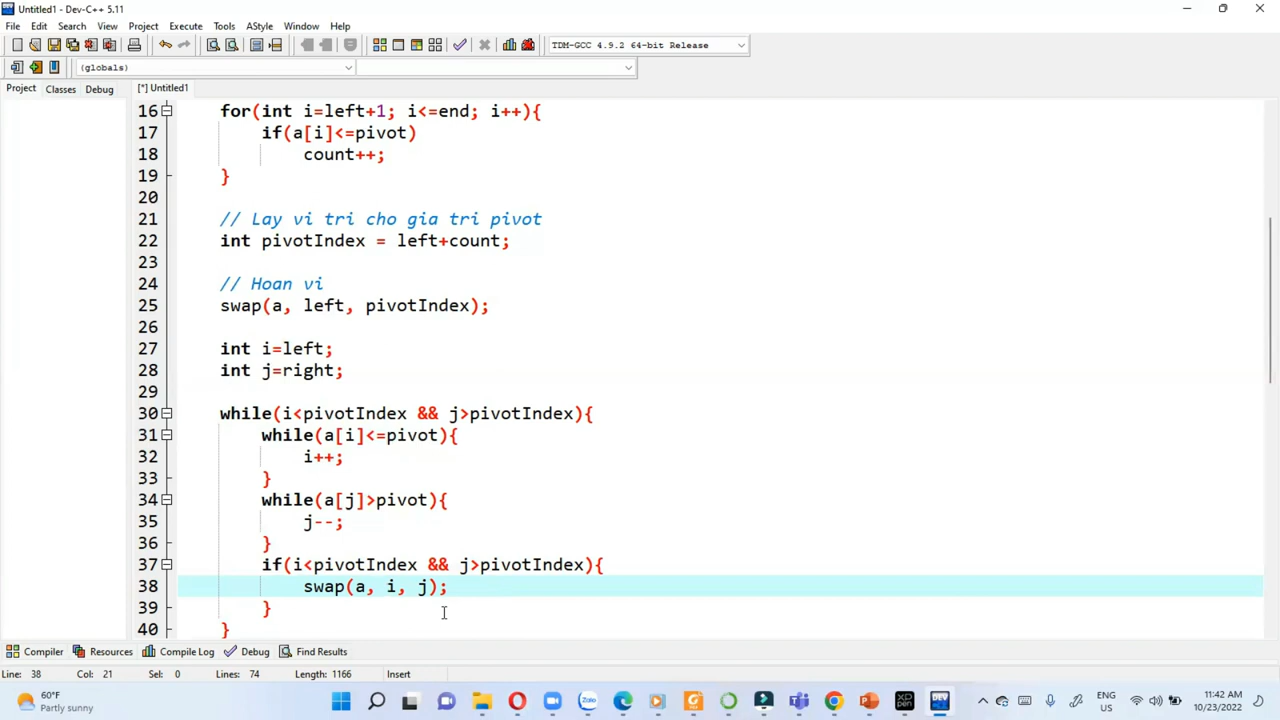 Untitled1 - Dev-C++ 5.11
File Edit Search View Project Execute Tools AStyle Window Help
TDM-GCC 4.9.2 64-bit Release
(globals)
Project Classes Debug [*] Untitled1
16 for(int i=left+1; i<=end; i++){
17 if(a[i]<=pivot)
18 count++;
19 }
20
21 // Lay vi tri cho gia tri pivot
22 int pivotIndex = left+count;
23
24 // Hoan vi
25 swap(a, left, pivotIndex);
26
27 int i=left;
28 int j=right;
29
30 while(i<pivotIndex && j>pivotIndex){
31 while(a[i]<=pivot){
32 i++;
33 }
34 while(a[j]>pivot){
35 j--;
36 }
37 if(i<pivotIndex && j>pivotIndex){
38 swap(a, i, j);
39 }
40 }
Compiler Resources Compile Log Debug Find Results
Line: 38 Col: 21 Sel: 0 Lines: 74 Length: 1166 Insert
60°F
Partly sunny
Zalo
XP PEN
DEV
ENG
US
11:42 AM
10/23/2022